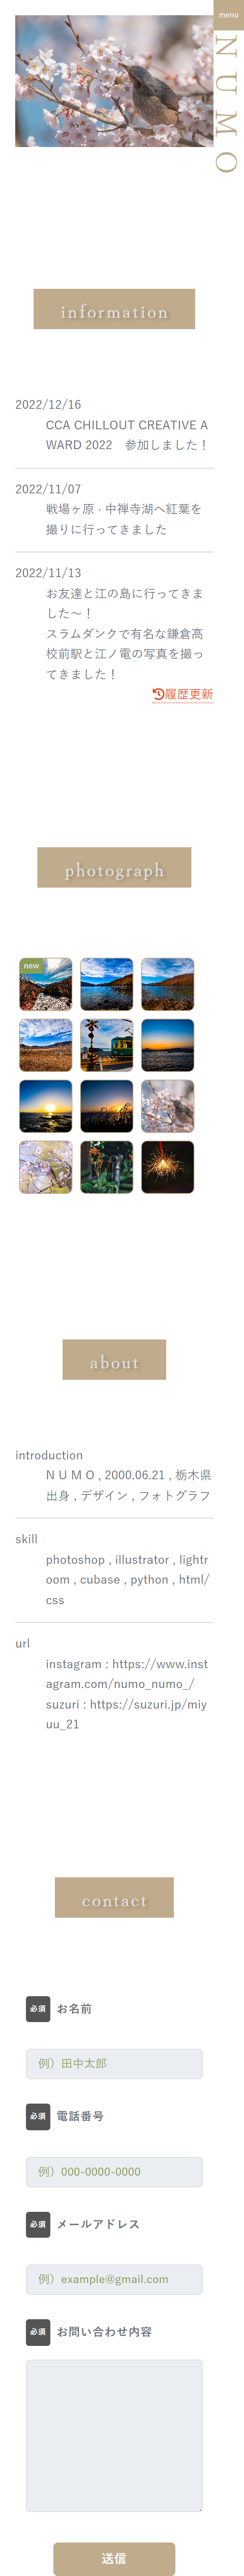 menu
NUMO
information
2022/12/16
CCA CHILLOUT CREATIVE A
WARD 2022　参加しました！
2022/11/07
戦場ヶ原・中禅寺湖へ紅葉を
撮りに行ってきました
2022/11/13
お友達と江の島に行ってきま
した〜！
スラムダンクで有名な鎌倉高
校前駅と江ノ電の写真を撮っ
てきました！
履歴更新
photograph
new
about
introduction
N U M O , 2000.06.21 , 栃木県
出身 , デザイン , フォトグラフ
skill
photoshop , illustrator , lightr
oom , cubase , python , html/
css
url
instagram : https://www.inst
agram.com/numo_numo_/
suzuri : https://suzuri.jp/miy
uu_21
contact
必須 お名前
例）田中太郎
必須 電話番号
例）000-0000-0000
必須 メールアドレス
例）example@gmail.com
必須 お問い合わせ内容
送信